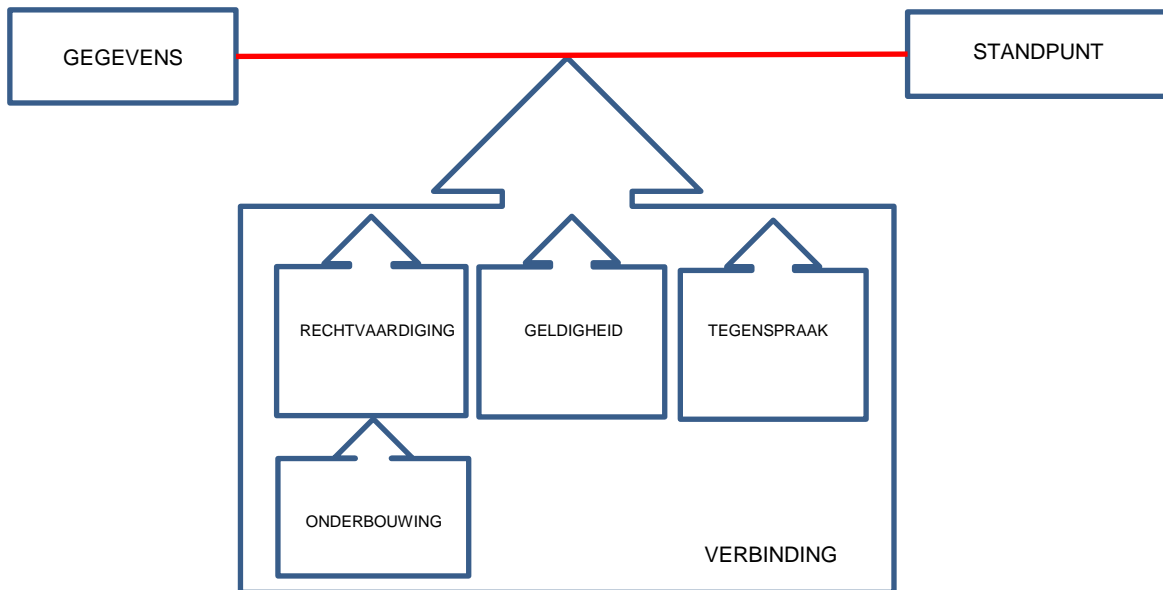 GEGEVENS
STANDPUNT
RECHTVAARDIGING
GELDIGHEID
TEGENSPRAAK
ONDERBOUWING
VERBINDING